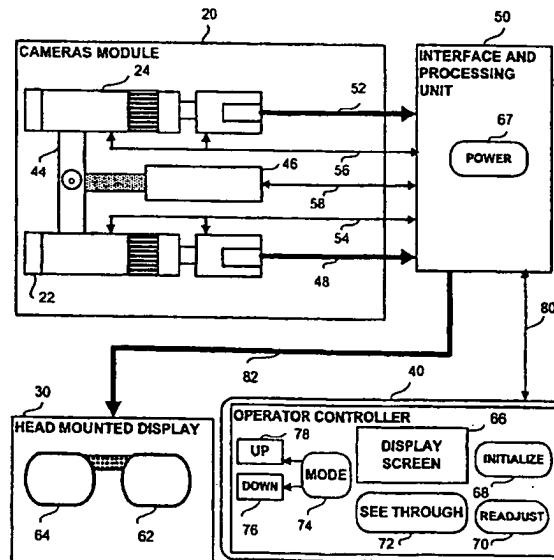 20
50
CAMERAS MODULE
INTERFACE AND
PROCESSING
UNIT
24
52
67
POWER
44
46
56
58
54
22
48
80
82
40
30
HEAD MOUNTED DISPLAY
64
62
OPERATOR CONTROLLER
66
78
UP
DISPLAY
SCREEN
INITIALIZE
MODE
68
DOWN
SEE THROUGH
READJUST
76
74
72
70